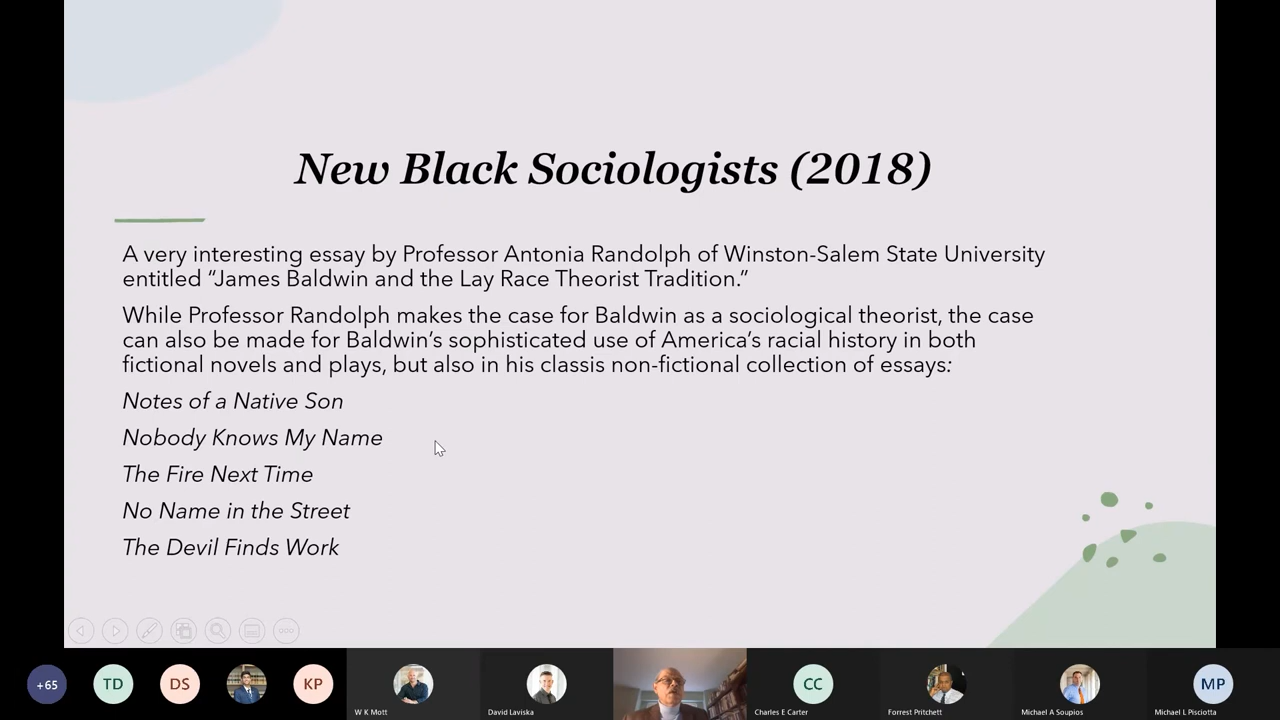 New Black Sociologists (2018)
A very interesting essay by Professor Antonia Randolph of Winston-Salem State University
entitled “James Baldwin and the Lay Race Theorist Tradition.”
While Professor Randolph makes the case for Baldwin as a sociological theorist, the case
can also be made for Baldwin’s sophisticated use of America’s racial history in both
fictional novels and plays, but also in his classis non-fictional collection of essays:
Notes of a Native Son
Nobody Knows My Name
The Fire Next Time
No Name in the Street
The Devil Finds Work
+65
TD
DS
KP
W K Mott
David Laviska
CC
Charles E Carter
Forrest Pritchett
Michael A Soupios
MP
Michael L Pisciotta